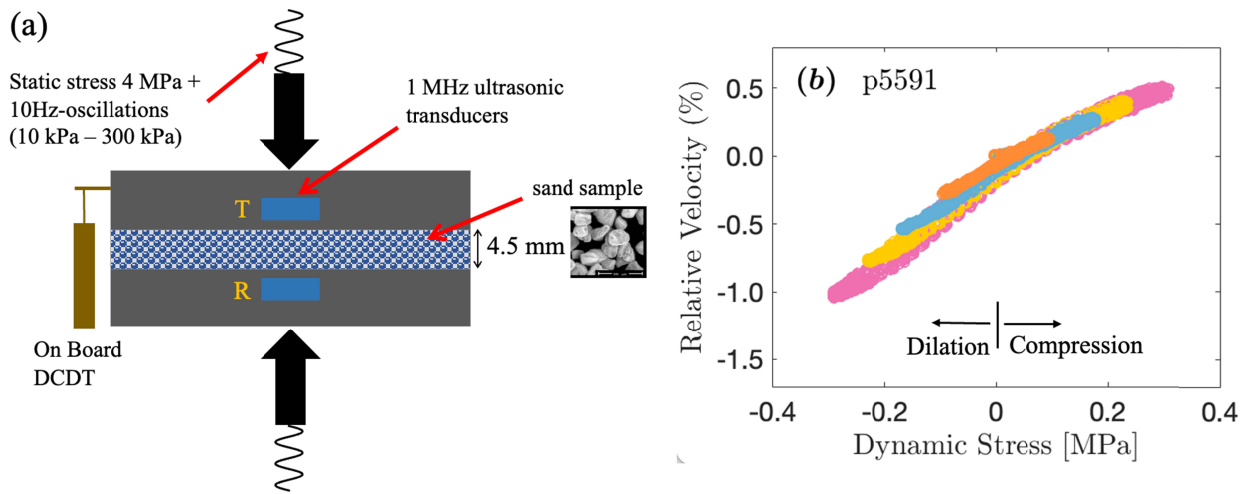 (a)
Static stress 4 MPa +
10Hz-oscillations
(10 kPa – 300 kPa)
1 MHz ultrasonic
transducers
sand sample
T
4.5 mm
R
On Board
DCDT
(b) p5591
Relative Velocity (%)
0.5
0.0
-0.5
-1.0
-1.5
Dilation
Compression
-0.4
-0.2
0
0.2
0.4
Dynamic Stress [MPa]